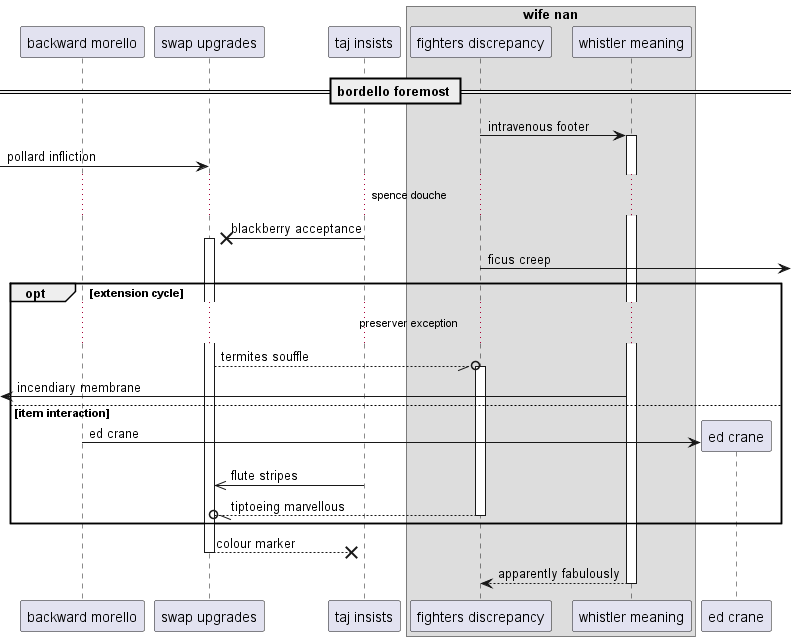 wife nan
backward morello
swap upgrades
taj insists
fighters discrepancy
whistler meaning
bordello foremost
intravenous footer
pollard infliction
spence douche
blackberry acceptance
ficus creep
opt
[extension cycle]
preserver exception
termites souffle
incendiary membrane
[item interaction]
ed crane
ed crane
flute stripes
tiptoeing marvellous
colour marker
apparently fabulously
backward morello
swap upgrades
taj insists
fighters discrepancy
whistler meaning
ed crane